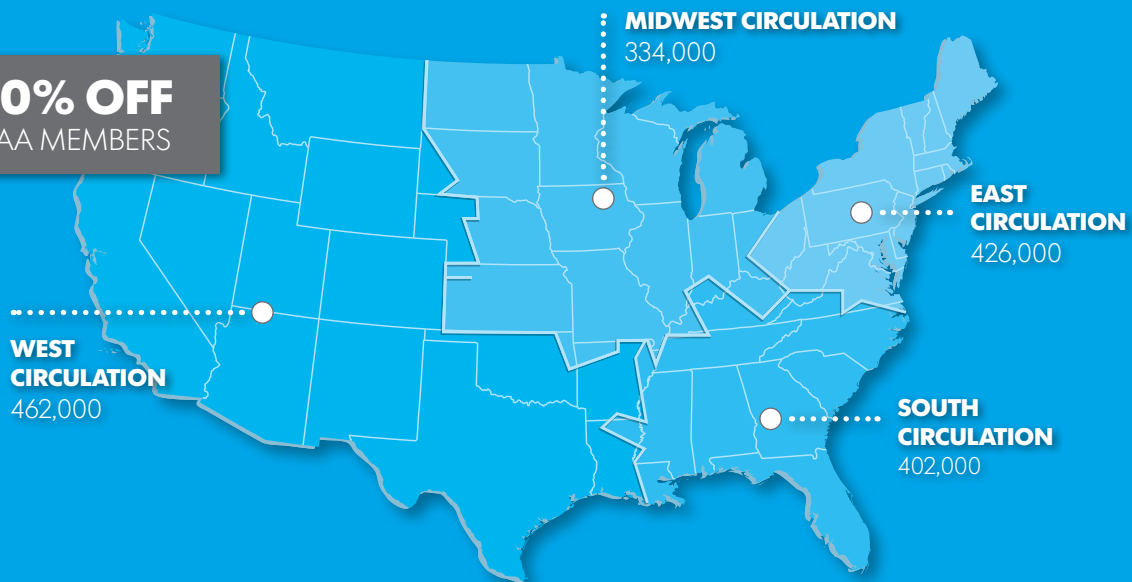 MIDWEST CIRCULATION
334,000
0% OFF
AA MEMBERS
EAST
CIRCULATION
426,000
WEST
CIRCULATION
462,000
SOUTH
CIRCULATION
402,000